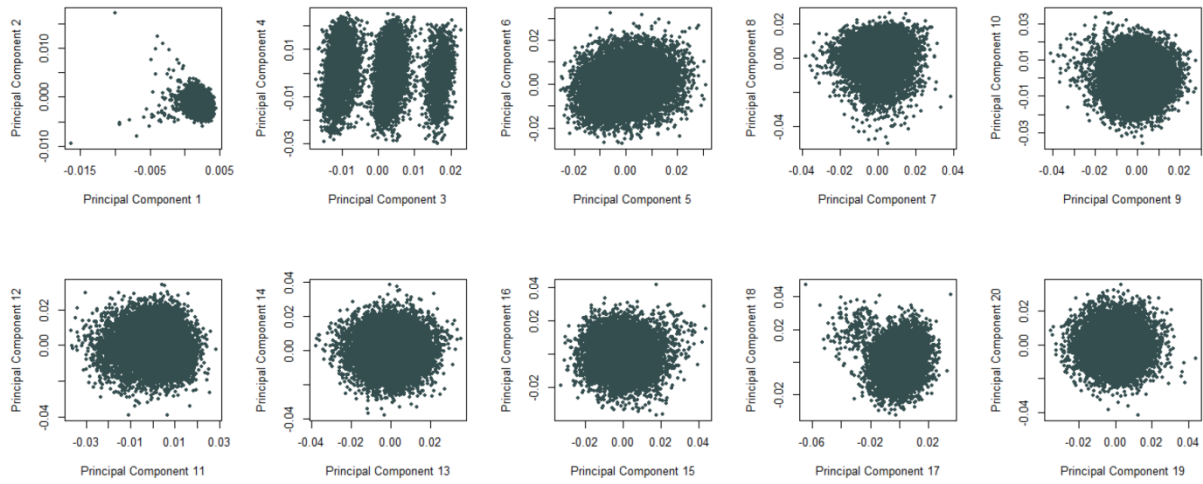 Principal Component 2
0.010
0.000
-0.010
-0.015 -0.005 0.005
Principal Component 1
Principal Component 4
0.01
-0.01
-0.03
-0.01 0.00 0.01 0.02
Principal Component 3
Principal Component 6
0.02
0.00
-0.02
-0.02 0.00 0.02
Principal Component 5
Principal Component 8
0.02
0.00
-0.04
-0.04 -0.02 0.00 0.02 0.04
Principal Component 7
Principal Component 10
0.03
0.01
-0.01
-0.03
-0.04 -0.02 0.00 0.02
Principal Component 9
Principal Component 12
0.02
0.00
-0.04
-0.03 -0.01 0.01 0.03
Principal Component 11
Principal Component 14
0.04
0.02
0.00
-0.04
-0.04 -0.02 0.00 0.02
Principal Component 13
Principal Component 16
0.04
0.02
-0.02
-0.02 0.00 0.02 0.04
Principal Component 15
Principal Component 18
0.04
0.02
0.00
-0.02
-0.06 -0.02 0.02
Principal Component 17
Principal Component 20
0.02
0.00
-0.04
-0.04 -0.02 0.00 0.02 0.04
Principal Component 19